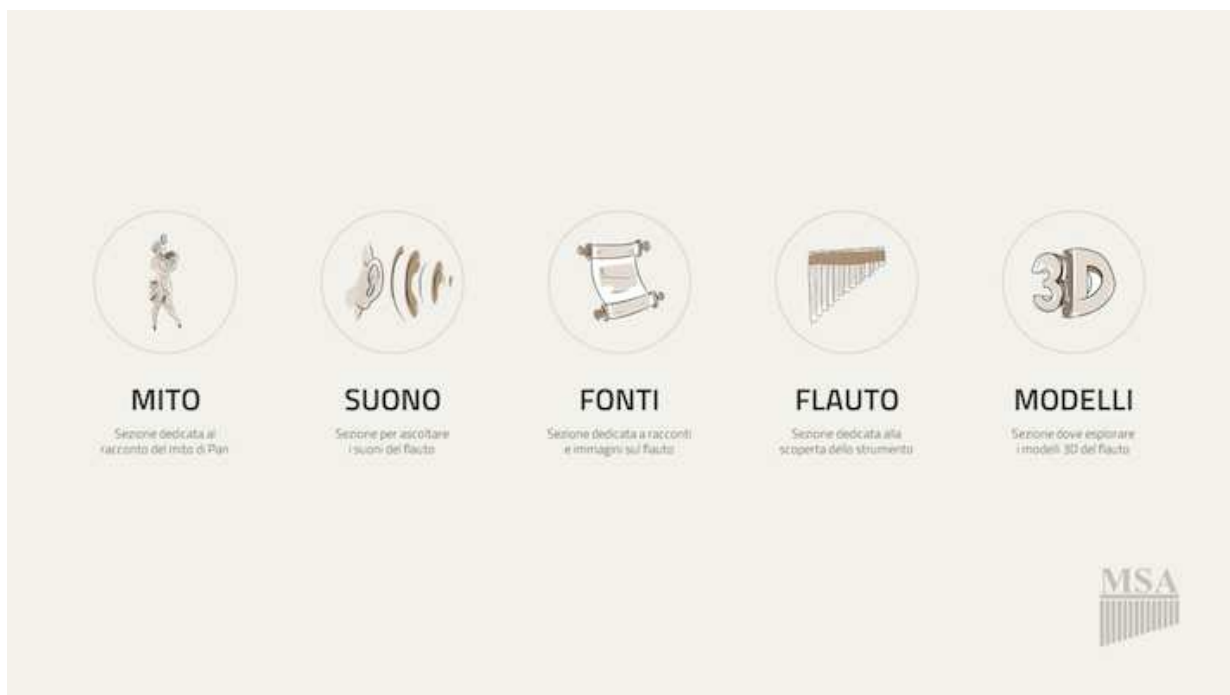 MITO
Sezione dedicata al
racconto del mito di Pan
SUONO
Sezione per ascoltare
i suoni del flauto
FONTI
Sezione dedicata a racconti
e immagini sul flauto
FLAUTO
Sezione dedicata alla
scoperta dello strumento
3D
MODELLI
Sezione dove esplorare
i modelli 3D del flauto
MSA